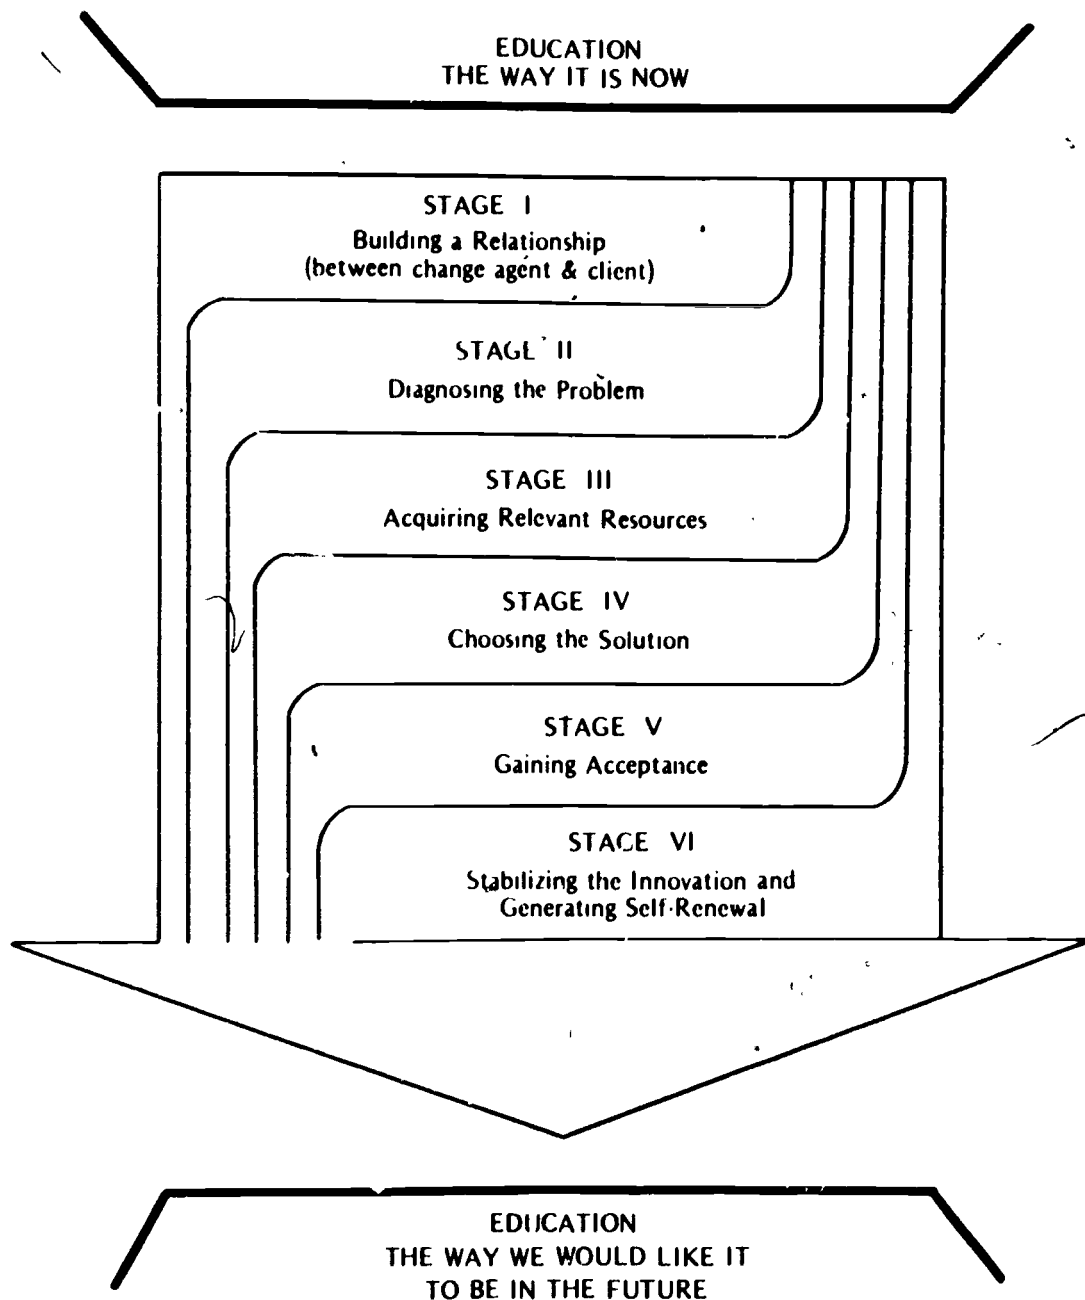 EDUCATION
THE WAY IT IS NOW
STAGE I
Building a Relationship
(between change agent & client)
STAGE II
Diagnosing the Problem
STAGE III
Acquiring Relevant Resources
STAGE IV
Choosing the Solution
STAGE V
Gaining Acceptance
STAGE VI
Stabilizing the Innovation and
Generating Self-Renewal
EDUCATION
THE WAY WE WOULD LIKE IT
TO BE IN THE FUTURE